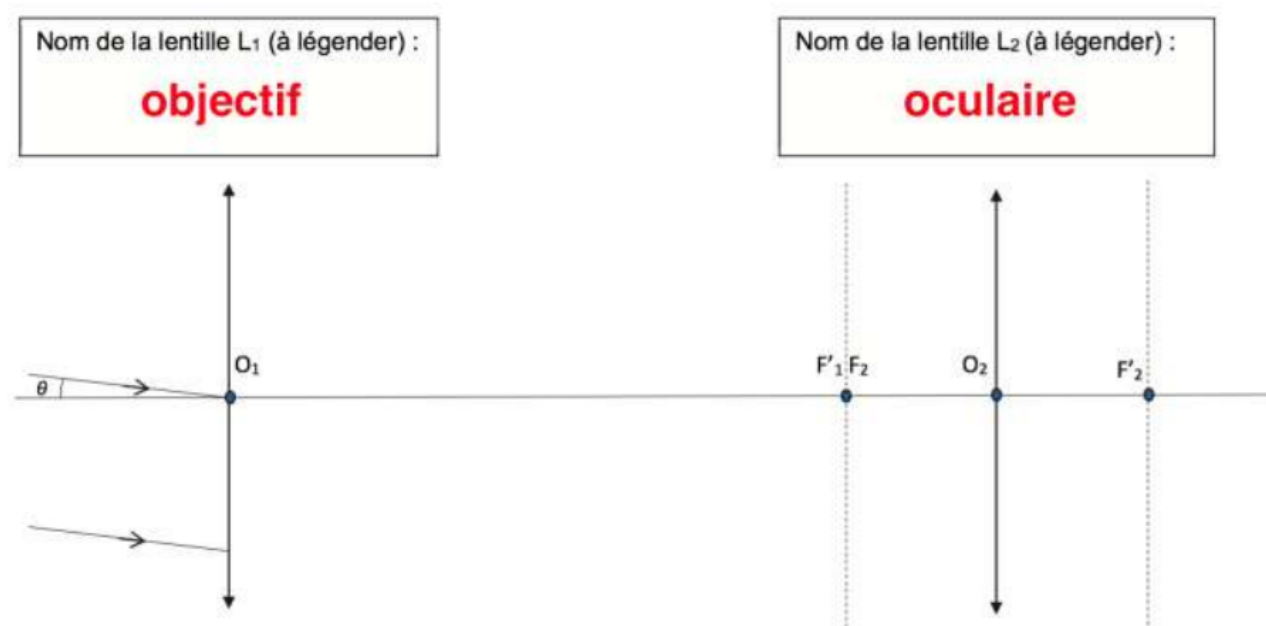 Nom de la lentille L₁ (à légender) :
objectif
Nom de la lentille L₂ (à légender) :
oculaire
O₁
F'₁ F₂
O₂
F'₂
θ